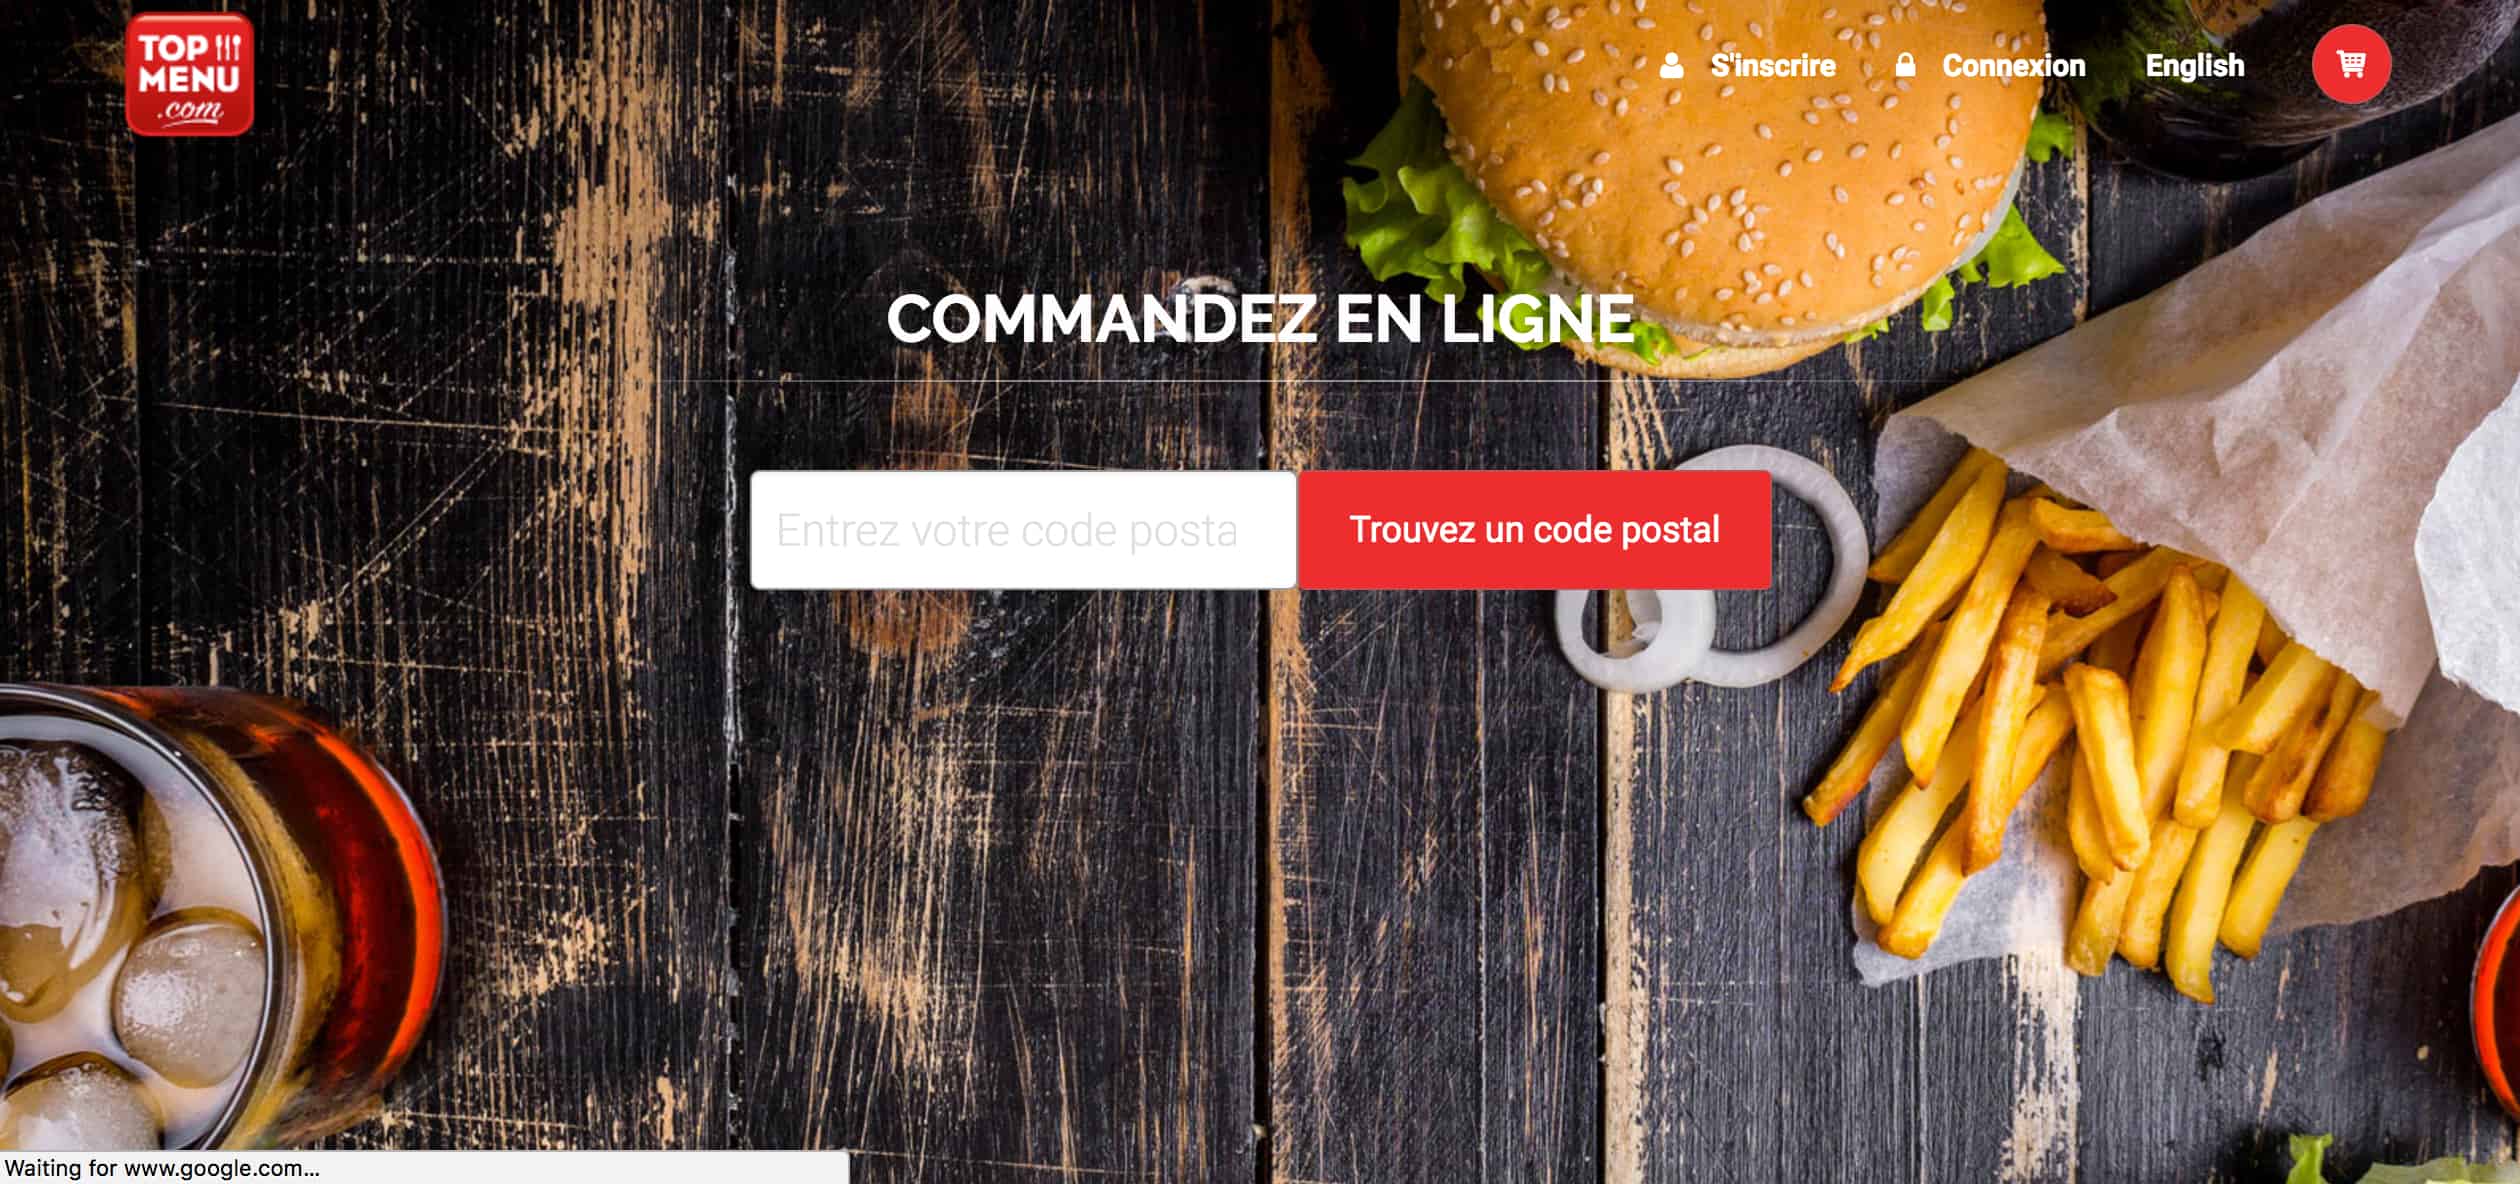 TOP
MENU
.com
S'inscrire
Connexion
English
COMMANDEZ EN LIGNE
Entrez votre code posta
Trouvez un code postal
Waiting for www.google.com...